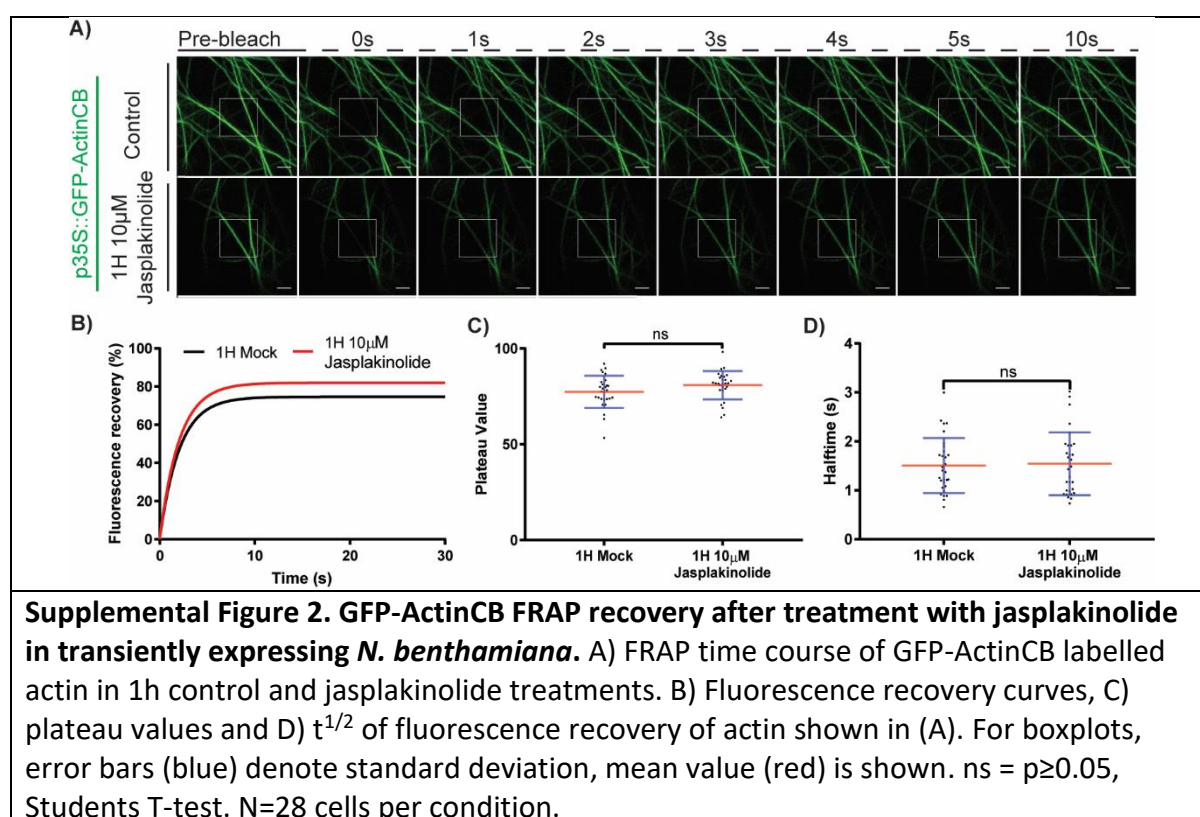 A)
Pre-bleach 0s 1s 2s 3s 4s 5s 10s
p35S::GFP-ActinCB
Control
1H 10µM
Jasplakinolide
B)
1H Mock
1H 10µM
Jasplakinolide
Fluorescence recovery (%)
100
80
60
40
20
0
0 10 20 30
Time (s)
C)
ns
Plateau Value
100
50
0
1H Mock
1H 10µM
Jasplakinolide
D)
ns
Halftime (s)
4
3
2
1
0
1H Mock
1H 10µM
Jasplakinolide
Supplemental Figure 2. GFP-ActinCB FRAP recovery after treatment with jasplakinolide
in transiently expressing N. benthamiana. A) FRAP time course of GFP-ActinCB labelled
actin in 1h control and jasplakinolide treatments. B) Fluorescence recovery curves, C)
plateau values and D) t1/2 of fluorescence recovery of actin shown in (A). For boxplots,
error bars (blue) denote standard deviation, mean value (red) is shown. ns = p≥0.05,
Students T-test. N=28 cells per condition.